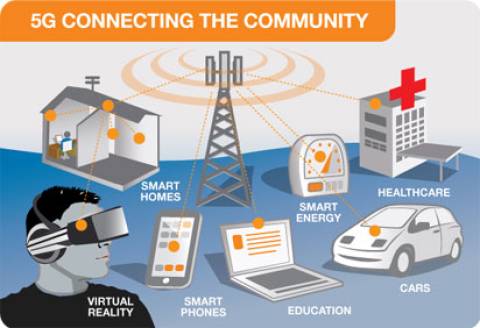 5G CONNECTING THE COMMUNITY
SMART
HOMES
SMART
ENERGY
HEALTHCARE
VIRTUAL
REALITY
SMART
PHONES
EDUCATION
CARS